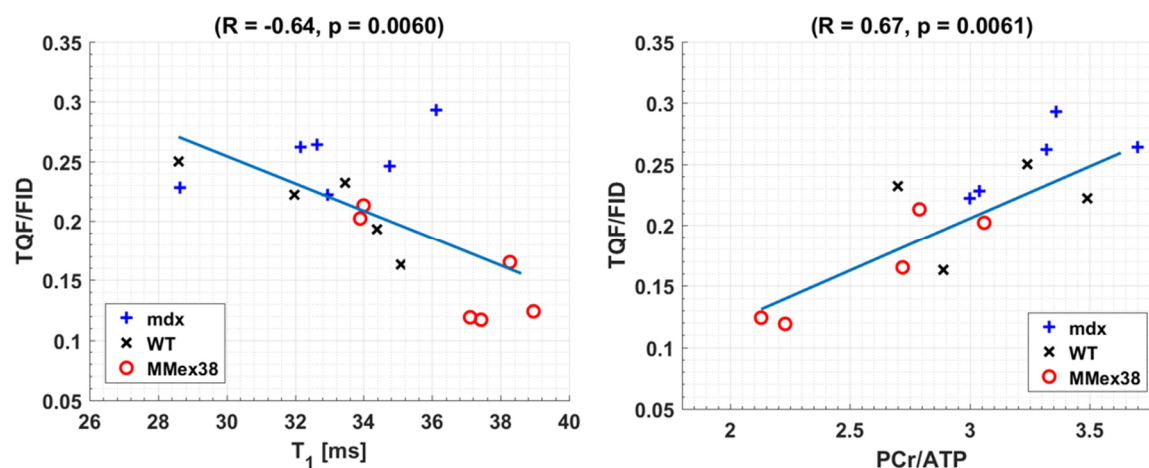 (R = -0.64, p = 0.0060)
0.35
0.3
0.25
0.2
0.15
0.1
0.05
TQF/FID
mdx
WT
MMex38
26 28 30 32 34 36 38 40
T1 [ms]
(R = 0.67, p = 0.0061)
0.35
0.3
0.25
0.2
0.15
0.1
0.05
TQF/FID
mdx
WT
MMex38
2 2.5 3 3.5
PCr/ATP